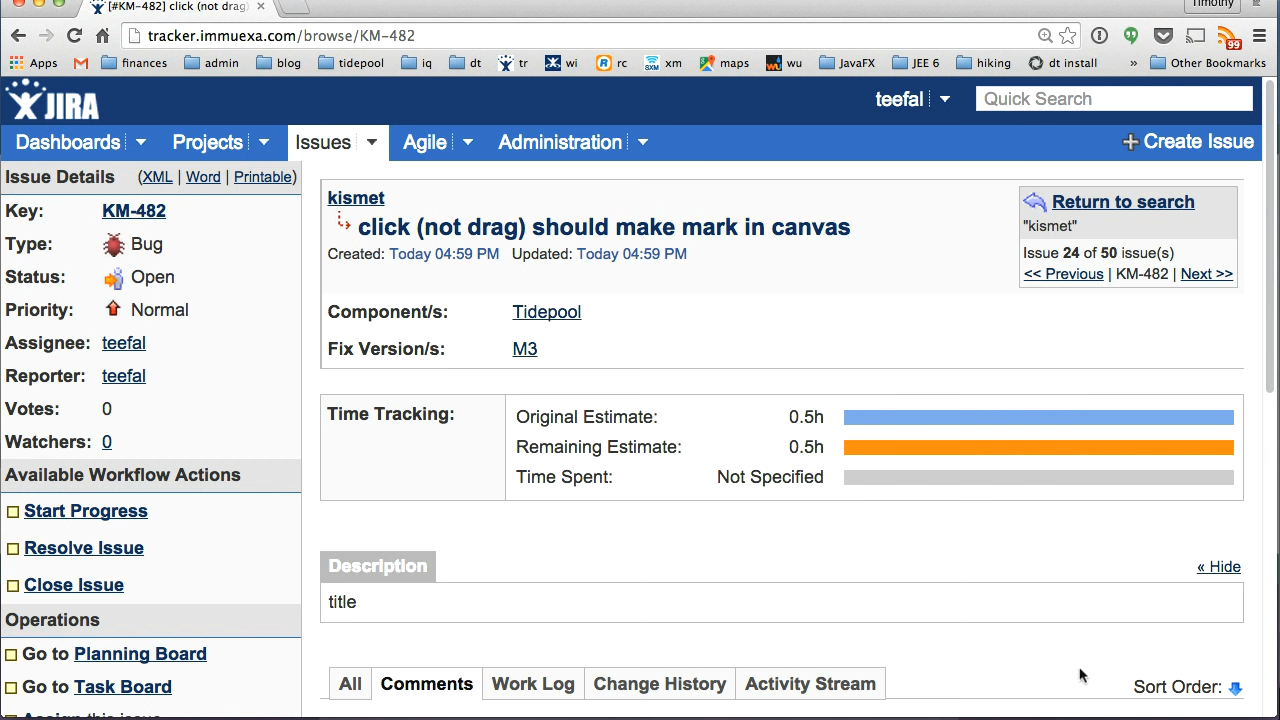 [#KM-482] click (not drag)
Timothy
tracker.immuexa.com/browse/KM-482
99
Apps
finances
admin
blog
tidepool
iq
dt
tr
wi
rc
xm
maps
wu
JavaFX
JEE 6
hiking
dt install
»
Other Bookmarks
JIRA
teefal
Quick Search
Dashboards
Projects
Issues
Agile
Administration
Create Issue
Issue Details (XML | Word | Printable)
Key: KM-482
Type: Bug
Status: Open
Priority: Normal
Assignee: teefal
Reporter: teefal
Votes: 0
Watchers: 0
Available Workflow Actions
Start Progress
Resolve Issue
Close Issue
Operations
Go to Planning Board
Go to Task Board
Assign this issue
kismet
click (not drag) should make mark in canvas
Created: Today 04:59 PM Updated: Today 04:59 PM
Return to search
"kismet"
Issue 24 of 50 issue(s)
<< Previous | KM-482 | Next >>
Component/s: Tidepool
Fix Version/s: M3
Time Tracking:
Original Estimate: 0.5h
Remaining Estimate: 0.5h
Time Spent: Not Specified
Description
« Hide
title
All
Comments
Work Log
Change History
Activity Stream
Sort Order: